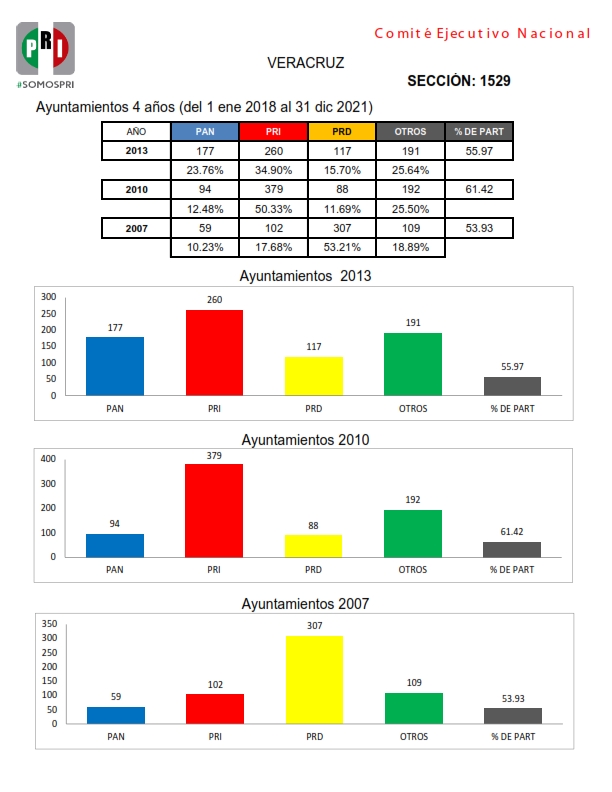 Comité Ejecutivo Nacional
PRI
#SOMOSPRI
VERACRUZ
SECCIÓN: 1529
Ayuntamientos 4 años (del 1 ene 2018 al 31 dic 2021)
AÑO PAN PRI PRD OTROS % DE PART
2013 177 260 117 191 55.97
23.76% 34.90% 15.70% 25.64%
2010 94 379 88 192 61.42
12.48% 50.33% 11.69% 25.50%
2007 59 102 307 109 53.93
10.23% 17.68% 53.21% 18.89%
Ayuntamientos 2013
300
250
200
150
100
50
0
177 260 117 191 55.97
PAN PRI PRD OTROS % DE PART
Ayuntamientos 2010
400
300
200
100
0
94 379 88 192 61.42
PAN PRI PRD OTROS % DE PART
Ayuntamientos 2007
350
300
250
200
150
100
50
0
59 102 307 109 53.93
PAN PRI PRD OTROS % DE PART